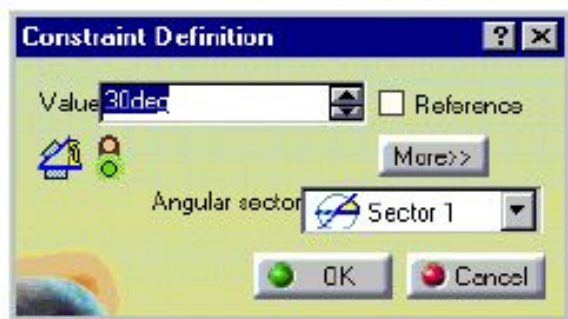 Constraint Definition ? ×
Value 30deg Reference
More>>
Angular sector Sector 1
OK Cancel